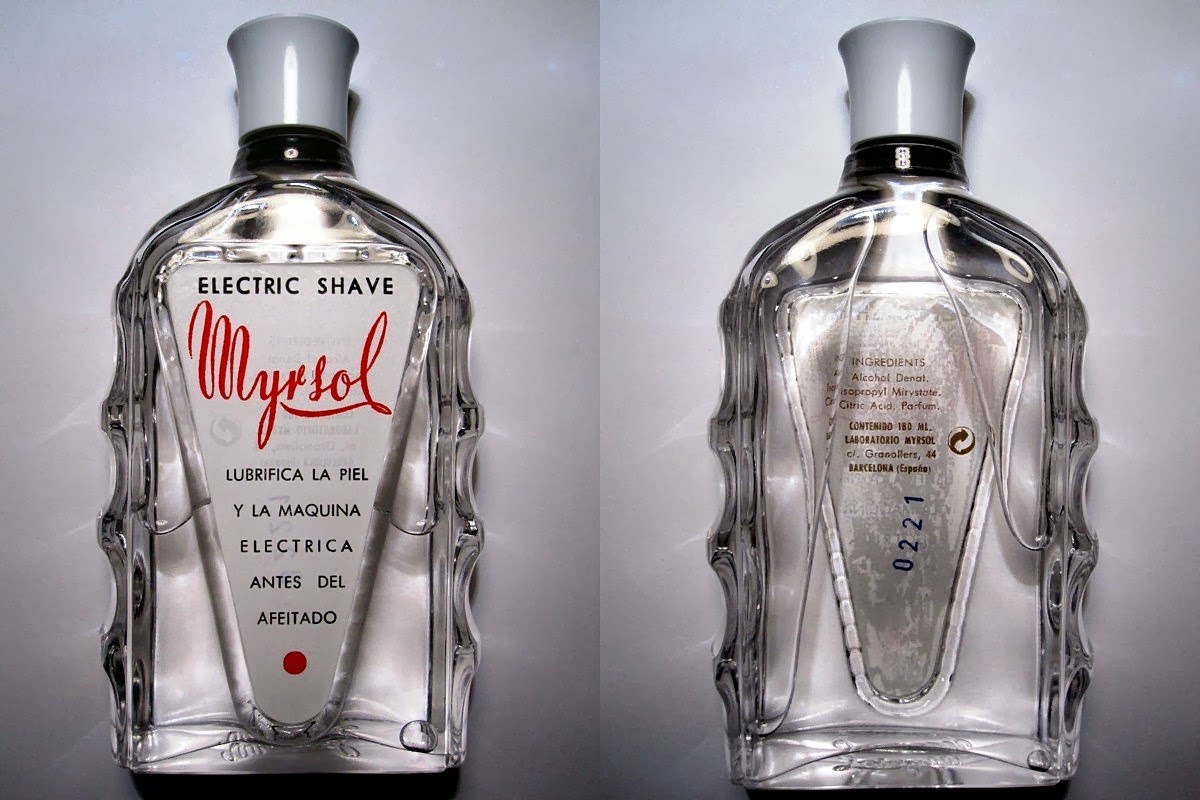 ELECTRIC SHAVE
Myrsol
LUBRIFICA LA PIEL
Y LA MAQUINA
ELECTRICA
ANTES DEL
AFEITADO
INGREDIENTS
Alcohol Denat.
Isopropyl Mirystate.
Citric Acid. Parfum.
CONTENIDO 180 ML.
LABORATORIO MYRSOL
c/. Granollers, 44
BARCELONA (España)
0221